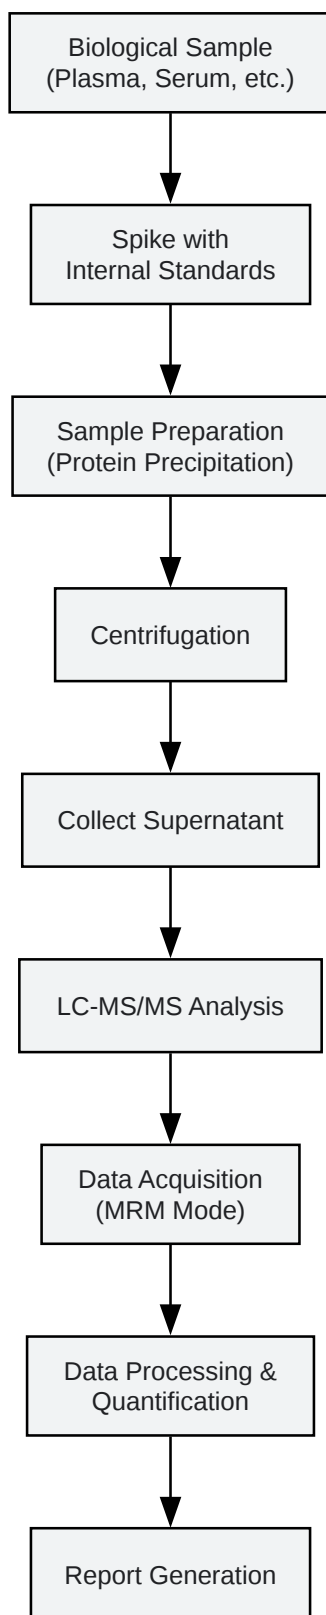 Biological Sample
(Plasma, Serum, etc.)
Spike with
Internal Standards
Sample Preparation
(Protein Precipitation)
Centrifugation
Collect Supernatant
LC-MS/MS Analysis
Data Acquisition
(MRM Mode)
Data Processing &
Quantification
Report Generation